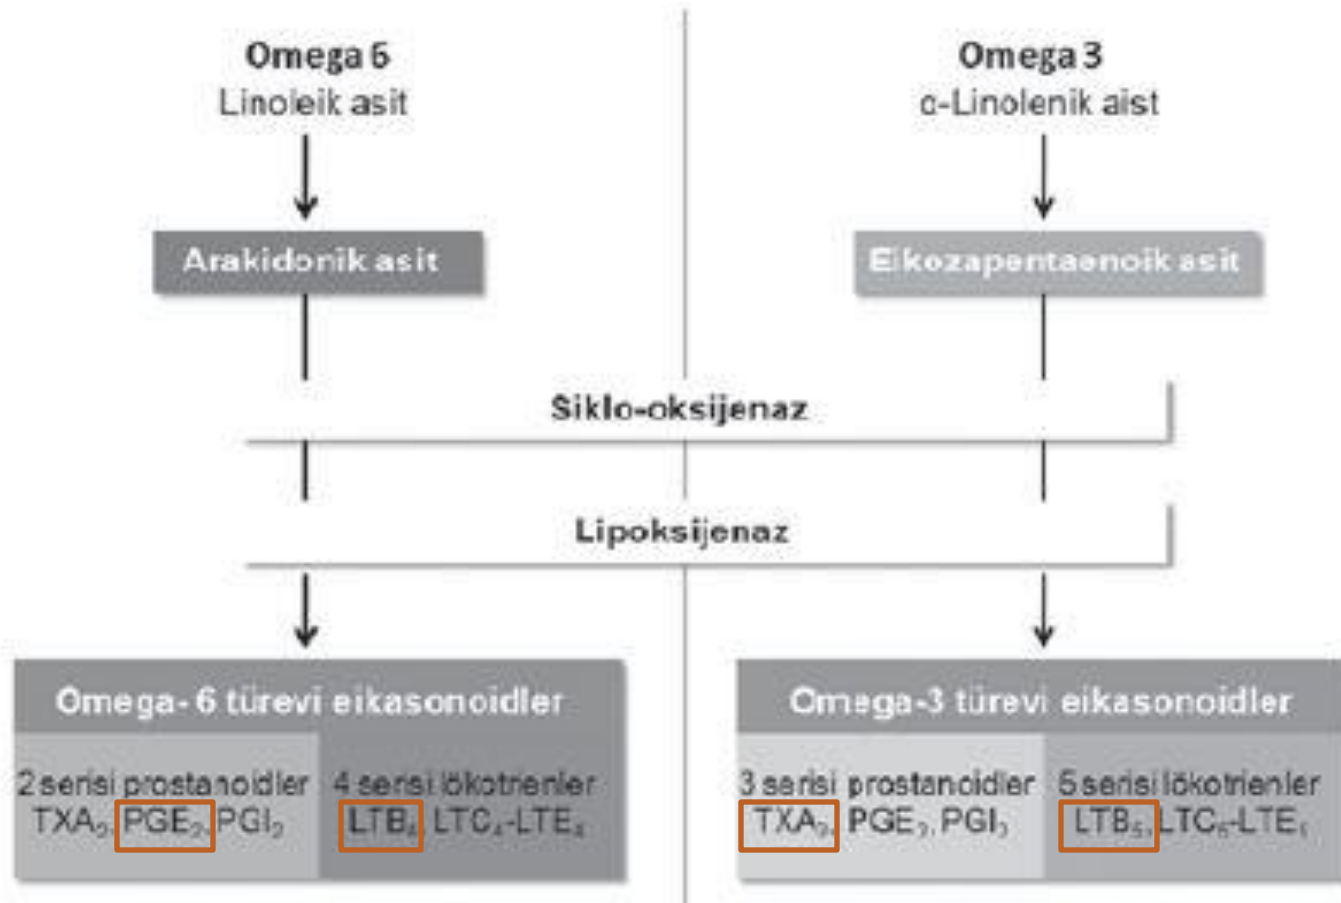 Omega 6
Linoleik asit
Arakidonik asit
Omega 3
α-Linolenik aist
Eikozapentaenoik asit
Siklo-oksijenaz
Lipoksijenaz
Omega- 6 türevi eikasonoidler
2 serisi prostanoidler
TXA₂, PGE₂, PGI₂
4 serisi lökotrienler
LTB₄, LTC₄-LTE₄
Omega-3 türevi eikasonoidler
3 serisi prostanoidler
TXA₃, PGE₃, PGI₃
5 serisi lökotrienler
LTB₅, LTC₅-LTE₅